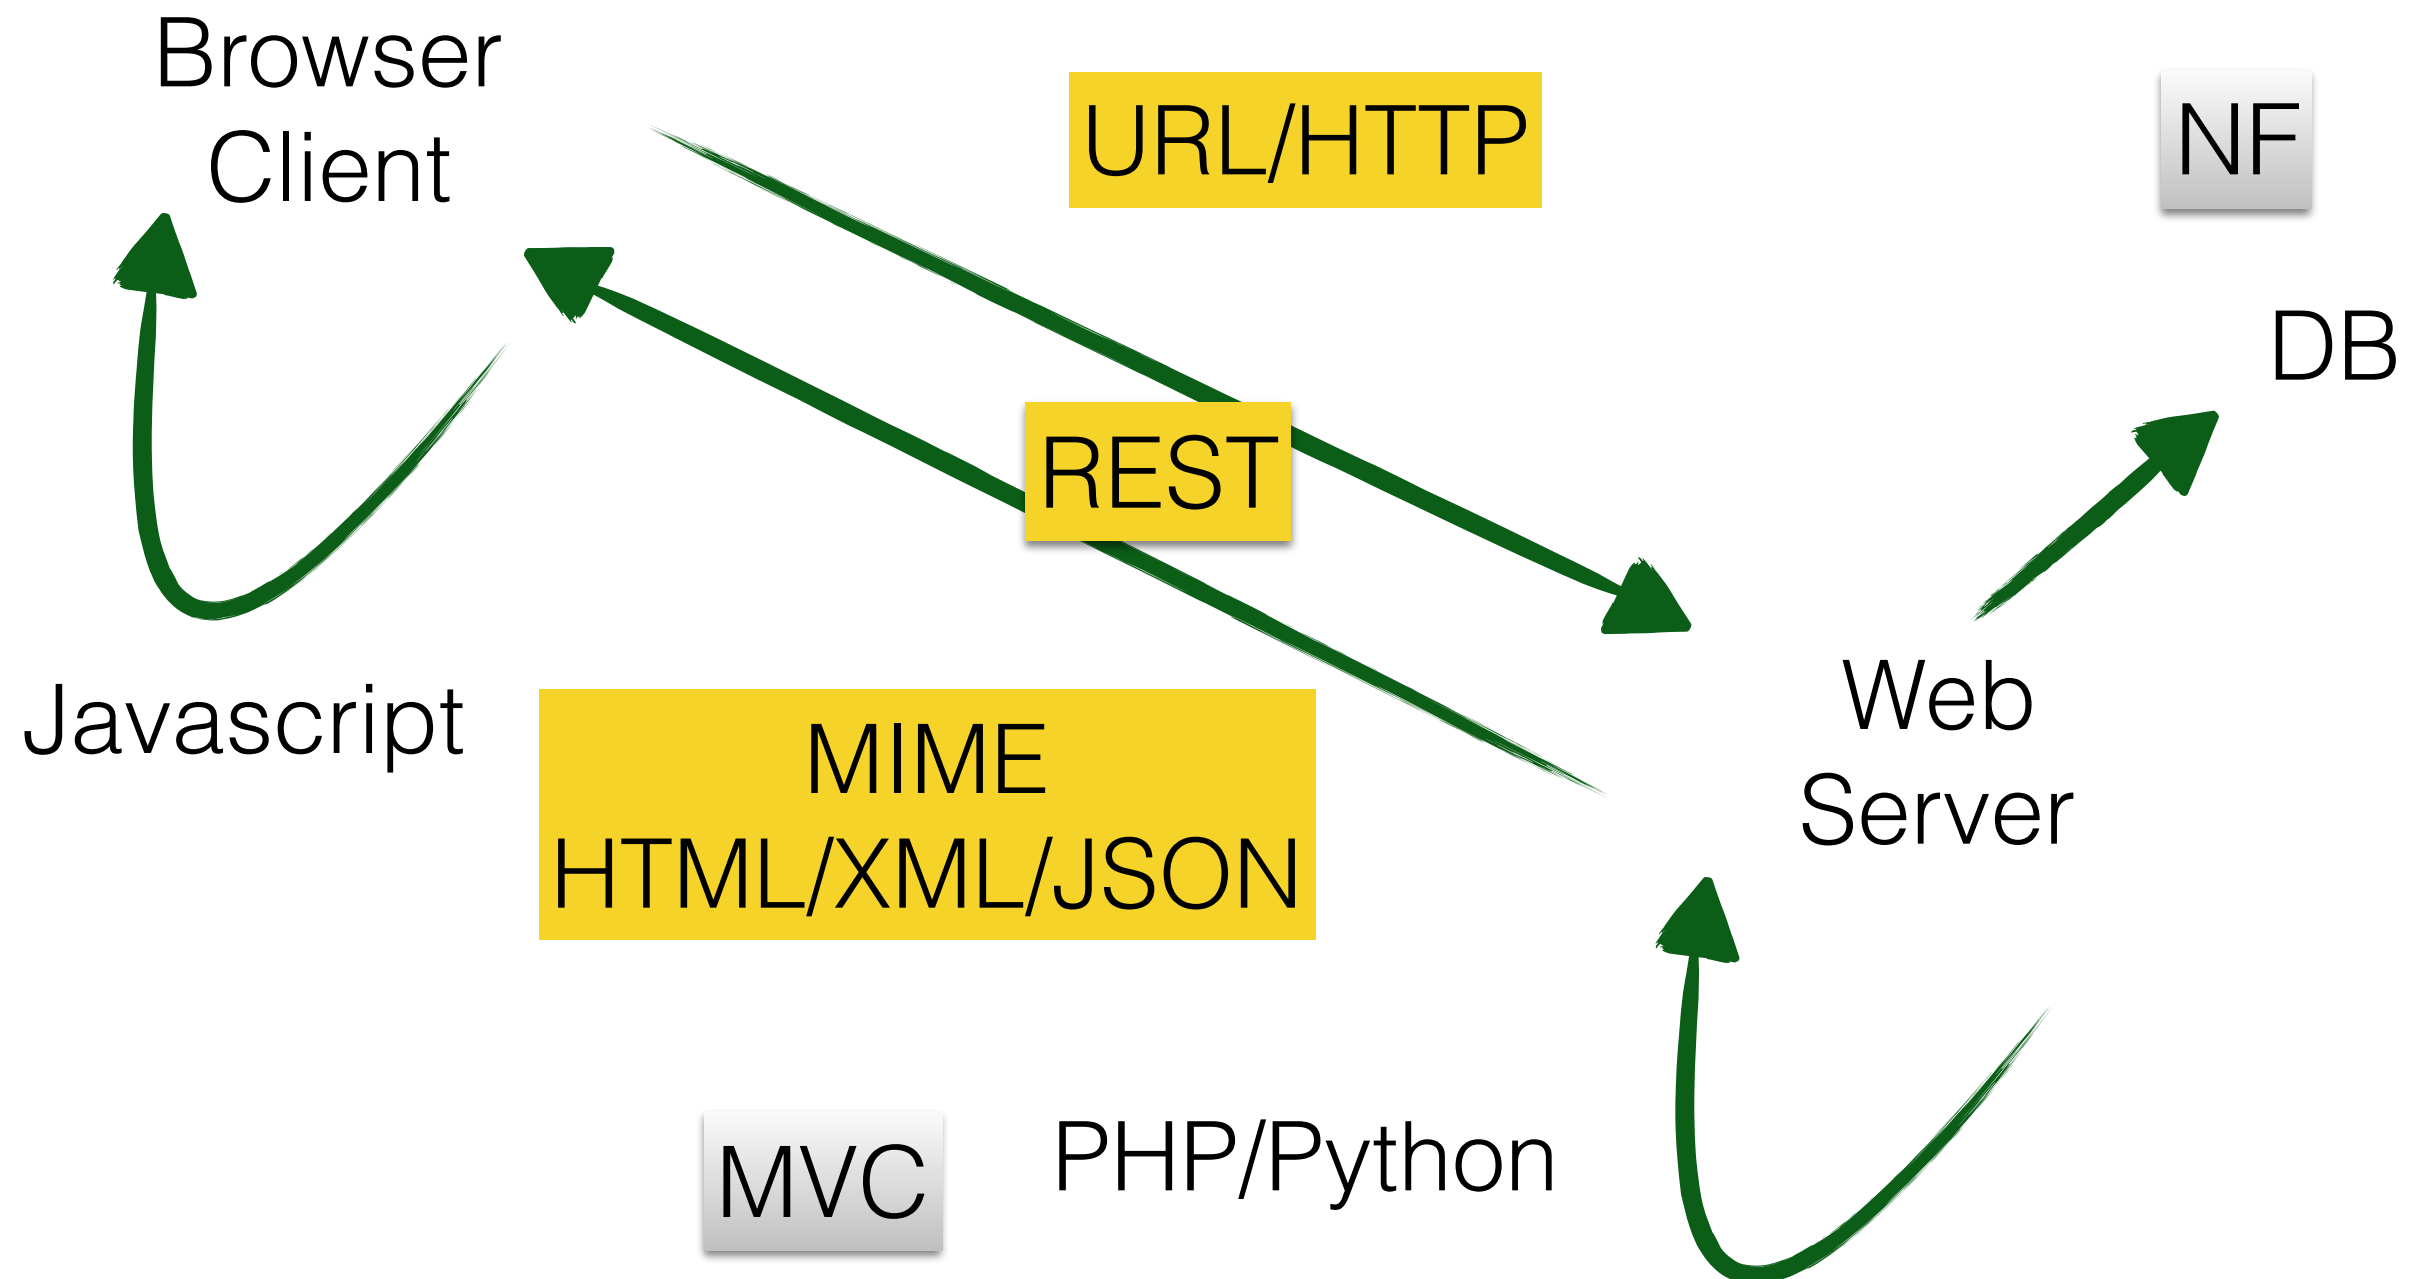 Browser
Client
URL/HTTP
NF
DB
REST
Javascript
MIME
HTML/XML/JSON
Web
Server
MVC
PHP/Python